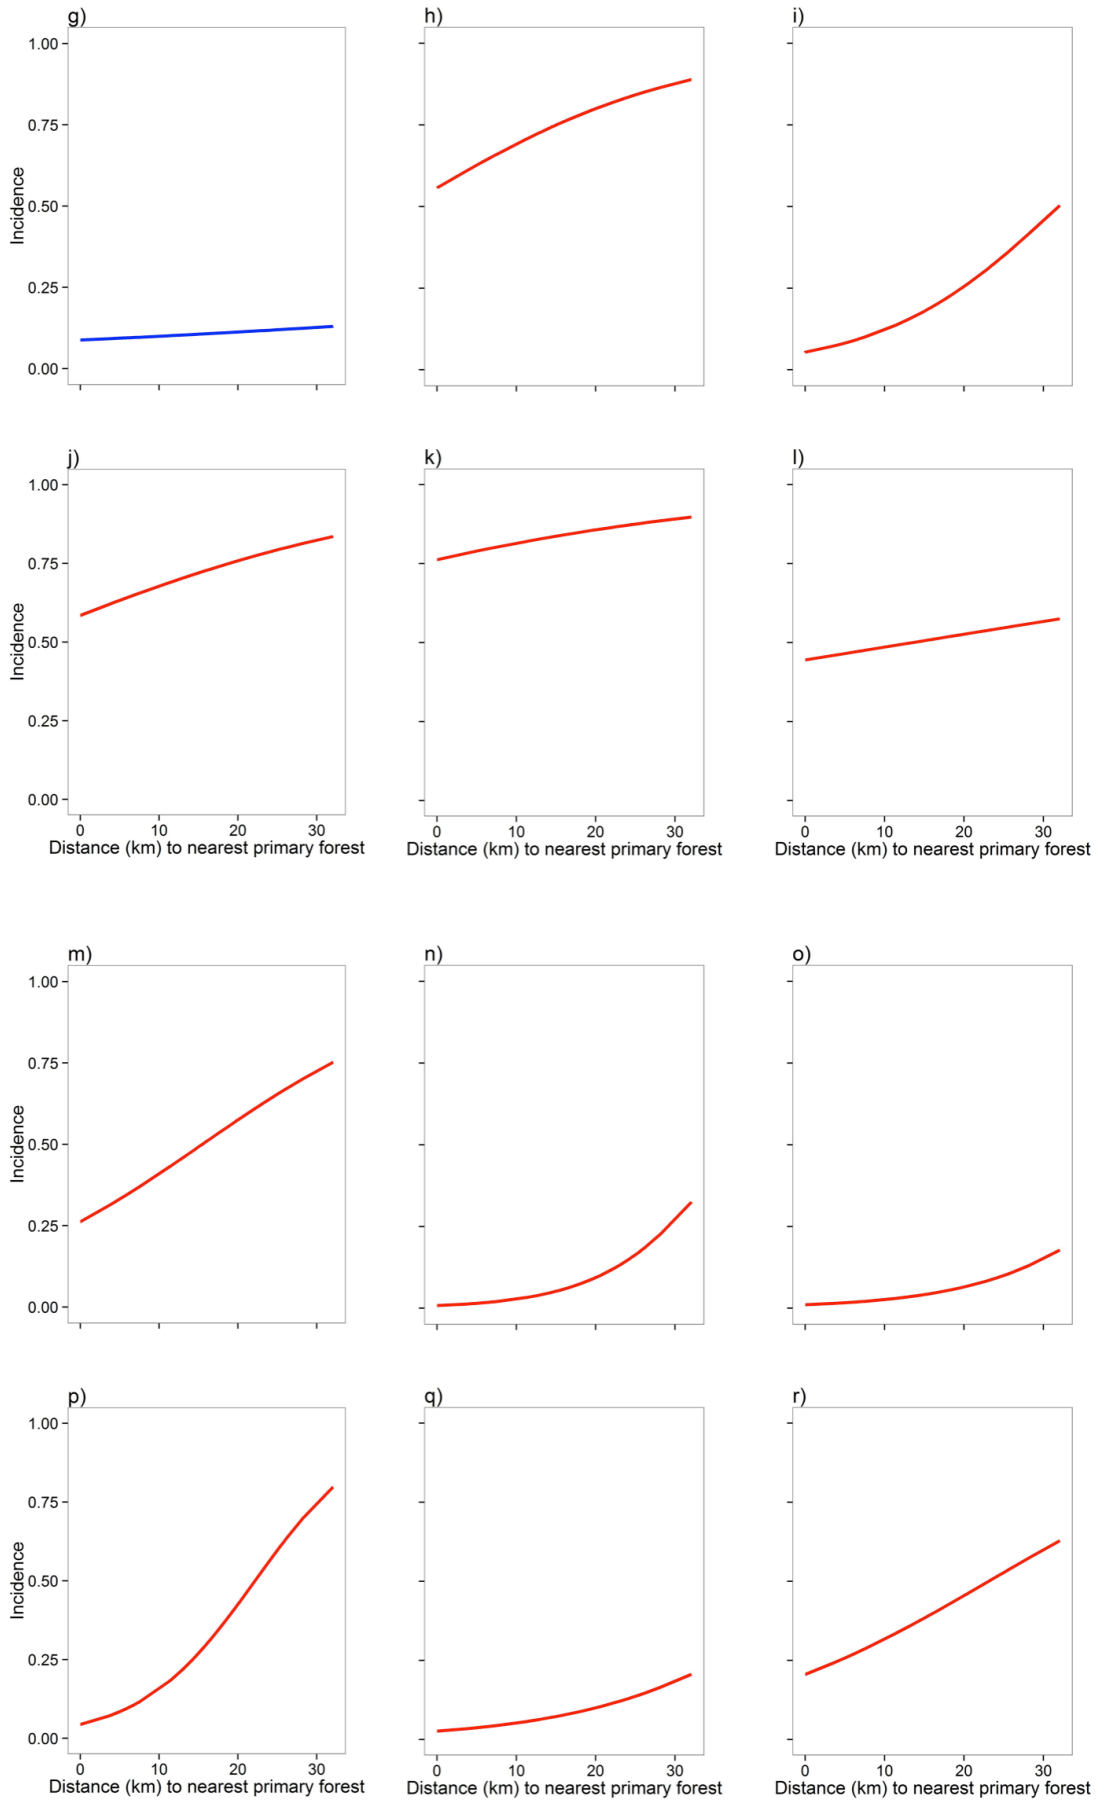 g) h) i)
1.00
0.75
0.50
0.25
0.00
Incidence
j) k) l)
1.00
0.75
0.50
0.25
0.00
Incidence
0 10 20 30 0 10 20 30 0 10 20 30
Distance (km) to nearest primary forest Distance (km) to nearest primary forest Distance (km) to nearest primary forest
m) n) o)
1.00
0.75
0.50
0.25
0.00
Incidence
p) q) r)
1.00
0.75
0.50
0.25
0.00
Incidence
0 10 20 30 0 10 20 30 0 10 20 30
Distance (km) to nearest primary forest Distance (km) to nearest primary forest Distance (km) to nearest primary forest